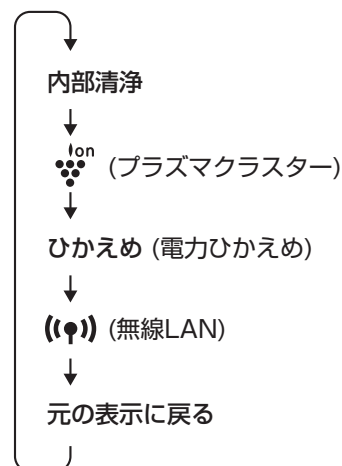 内部清浄
ion (プラズマクラスター)
ひかえめ (電力ひかえめ)
(無線LAN)
元の表示に戻る